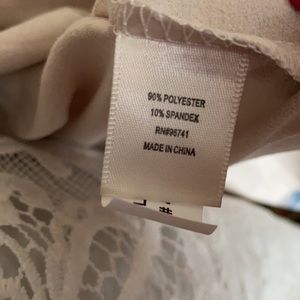 90% POLYESTER
10% SPANDEX
RN#96741
MADE IN CHINA